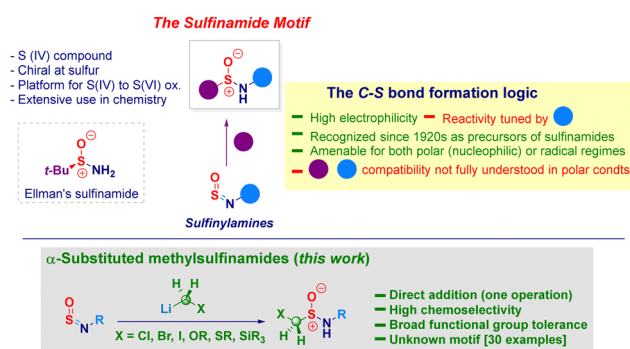 The Sulfinamide Motif
- S (IV) compound
- Chiral at sulfur
- Platform for S(IV) to S(VI) ox.
- Extensive use in chemistry
O
S
N
H
t-Bu
O
S
NH2
Ellman's sulfinamide
O
S
N
Sulfinylamines
The C-S bond formation logic
High electrophilicity
Reactivity tuned by
Recognized since 1920s as precursors of sulfinamides
Amenable for both polar (nucleophilic) or radical regimes
compatibility not fully understood in polar condts
α-Substituted methylsulfinamides (this work)
O
S
N
R
H H
Li X
X = Cl, Br, I, OR, SR, SiR3
O
X
S
N
R
H
H H
Direct addition (one operation)
High chemoselectivity
Broad functional group tolerance
Unknown motif [30 examples]